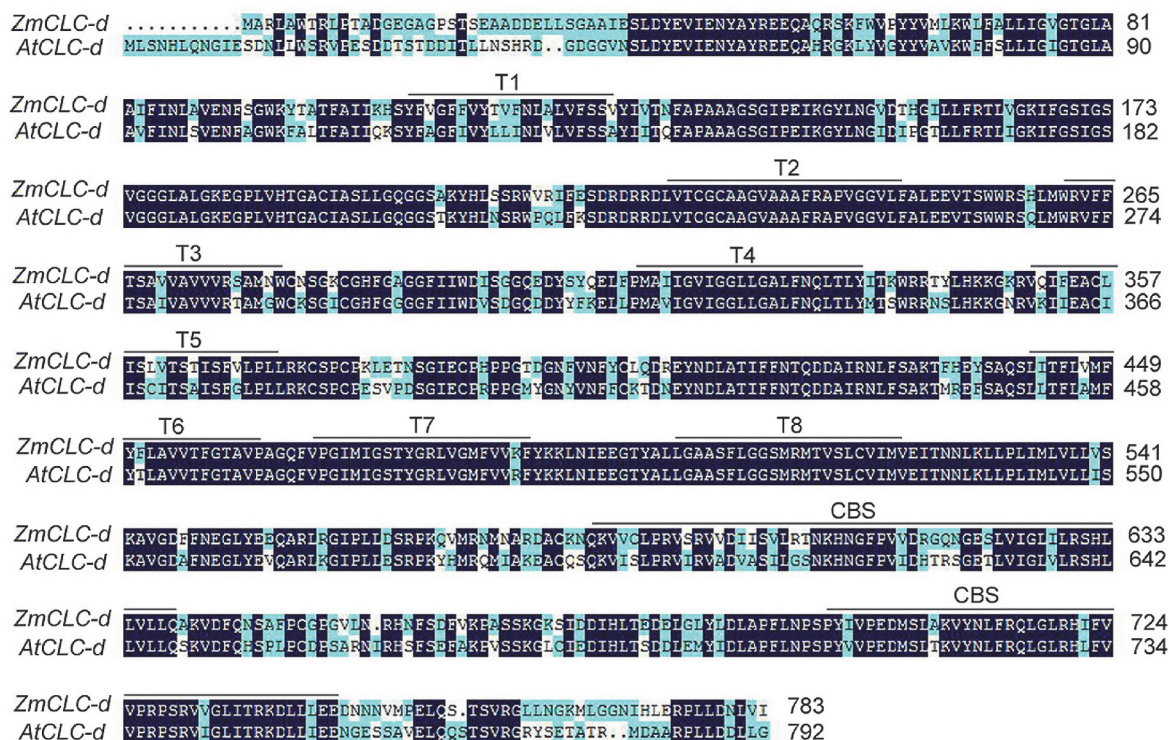 ZmCLC-d ...........MARLAWTRLPTADGEGAGPSTSEAADDELLSGAAIESLDYEVIENYAYREEQAQRSKFWVPYYVMLKWLFALLIGVGTGLA 81
AtCLC-d MLSNHLQNGIESDNLLWSRVPESDDTSTDDITLLNSHRD..GDGGVNSLDYEVIENYAYREEQAHRGKLYVGYYVAVKWFFSLLIGIGTGLA 90
T1
ZmCLC-d AIFINLAVENFSGWKYTATFAIIKHSYFVGFFVYTVFNLALVFSSVYIVTNFAPAAAGSGIPEIKGYLNGVDTHGILLFRTLVGKIFGSIGS 173
AtCLC-d AVFINLSVENFAGWKFALTFAIIQKSYFAGFIVYLLINLVLVFSSAYIITQFAPAAAGSGIPEIKGYLNGIDIPGTLLFRTLIGKIFGSIGS 182
T2
ZmCLC-d VGGGLALGKEGPLVHTGACIASLLGQGGSAKYHLSSRWVRIFESDRDRRDLVTCGCAAGVAAAFRAPVGGVLFALEEVTSWWRSHLMWRVFF 265
AtCLC-d VGGGLALGKEGPLVHTGACIASLLGQGGSTKYHLNSRWPQLFKSDRDRRDLVTCGCAAGVAAAFRAPVGGVLFALEEVTSWWRSQLMWRVFF 274
T3 T4
ZmCLC-d TSAVVAVVVRSAMNWCNSGKCGHFGAGGFIIWDISGGQEDYSYQELFPMAIIGVIGGLLGALFNQLTLYITKWRRTYLHKKGKRVQIFEACL 357
AtCLC-d TSAIVAVVVRTAMGWCKSGICGHFGGGGFIIWDVSDGQDDYYFKELLPMAVIGVIGGLLGALFNQLTLYMTSWRRNSLHKKGNRVKIIEACI 366
T5
ZmCLC-d ISLVTSTISFVLPLLRKCSPCPKLETNSGIECPHPPGTDGNFVNFYCLQDREYNDLATIFFNTQDDAIRNLFSAKTFHEYSAQSLITFLVMF 449
AtCLC-d ISCITSAISFGLPLLRKCSPCPESVPDSGIECPRPPGMYGNYVNFFCKTDNEYNDLATIFFNTQDDAIRNLFSAKTMREFSAQSLLTFLAMF 458
T6 T7 T8
ZmCLC-d YFLAVVTFGTAVPAGQFVPGIMIGSTYGRLVGMFVVKFYKKLNIEEGTYALLGAASFLGGSMRMTVSLCVIMVEITNNLKLLPLIMLVLLVS 541
AtCLC-d YTLAVVTFGTAVPAGQFVPGIMIGSTYGRLVGMFVVRFYKKLNIEEGTYALLGAASFLGGSMRMTVSLCVIMVEITNNLKLLPLIMLVLLIS 550
CBS
ZmCLC-d KAVGDFFNEGLYEEQARLRGIPLLDSRPKQVMRNMNARDACKNQKVVCLPRVSRVVDIISVLRTNKHNGFPVVDRGQNGESLVIGLILRSHL 633
AtCLC-d KAVGDAFNEGLYEVQARLKGIPLLESRPKYHMRQMIAKEACQSQKVISLPRVIRVADVASILGSNKHNGFPVIDHTRSGETLVIGLVLRSHL 642
CBS
ZmCLC-d LVLLQAKVDFQNSAFPCGPGVLN.RHNFSDFVKPASSKGKSIDDIHLTEDELGLYLDLAPFLNPSPYIVPEDMSLAKVYNLFRQLGLRHIFV 724
AtCLC-d LVLLQSKVDFQHSPLPCDPSARNIRHSFSEFAKPVSSKGLCIEDIHLTSDDLEMYIDLAPFLNPSPYVVPEDMSLTKVYNLFRQLGLRHLFV 734
ZmCLC-d VPRPSRVVGLITRKDLLLEEDNNNVMPELQS.TSVRGLLNGKMLGGNIHLERPLLDNLVI 783
AtCLC-d VPRPSRVIGLITRKDLLIEENGESSAVELQQSTSVRGRYSETATR..MDAARPLLDDLLG 792